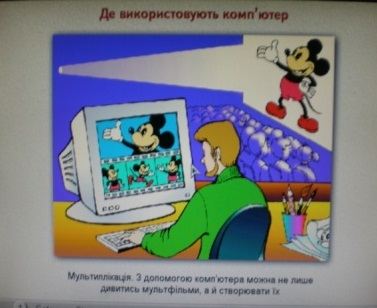 Де використовують комп'ютер
Мультиплікація. З допомогою комп'ютера можна не лише
дивитись мультфільми, а й створювати їх